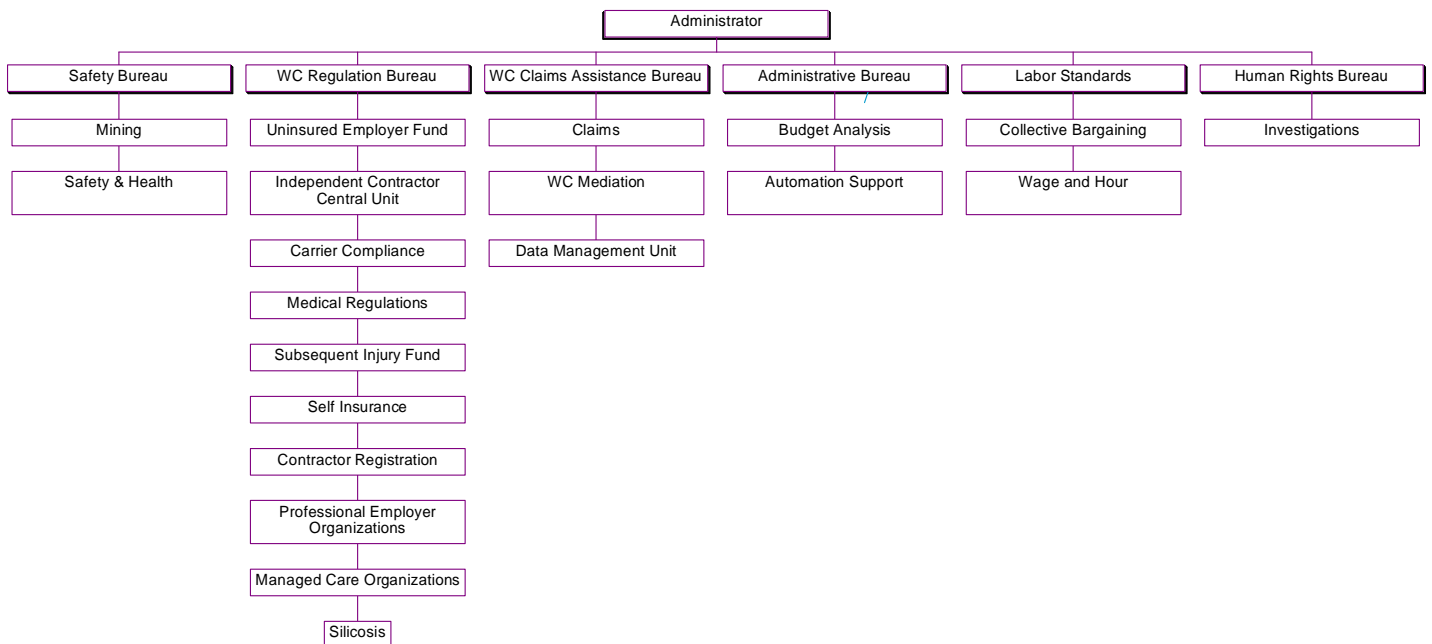 Administrator
Safety Bureau
WC Regulation Bureau
WC Claims Assistance Bureau
Administrative Bureau
Labor Standards
Human Rights Bureau
Mining
Uninsured Employer Fund
Claims
Budget Analysis
Collective Bargaining
Investigations
Safety & Health
Independent Contractor
Central Unit
WC Mediation
Automation Support
Wage and Hour
Carrier Compliance
Data Management Unit
Medical Regulations
Subsequent Injury Fund
Self Insurance
Contractor Registration
Professional Employer
Organizations
Managed Care Organizations
Silicosis